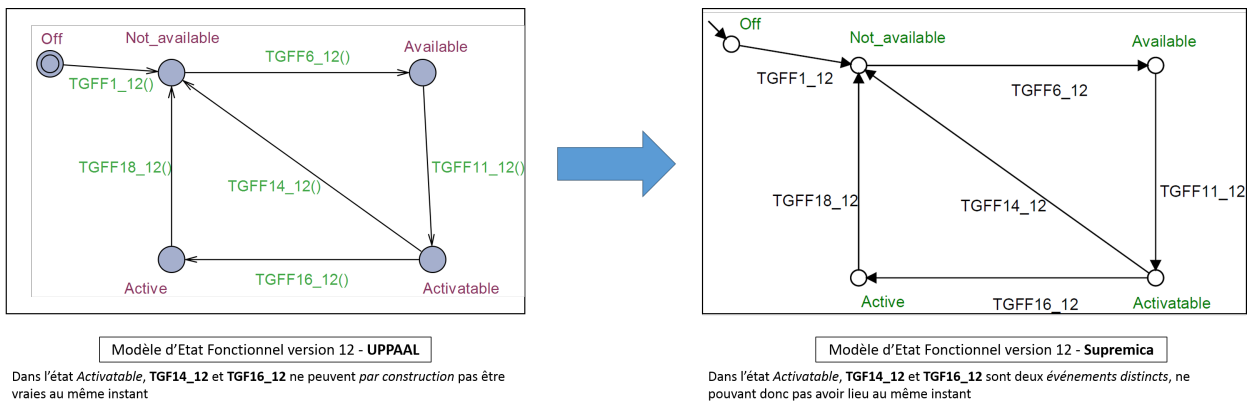 Off
Not_available
TGFF6_12()
Available
TGFF1_12()
TGFF18_12()
TGFF14_12()
TGFF11_12()
TGFF16_12()
Active
Activatable
Modèle d'Etat Fonctionnel version 12 - UPPAAL
Dans l'état Activatable, TGF14_12 et TGF16_12 ne peuvent par construction pas être
vraies au même instant
Off
Not_available
Available
TGFF1_12
TGFF6_12
TGFF18_12
TGFF14_12
TGFF11_12
Active
TGFF16_12
Activatable
Modèle d'Etat Fonctionnel version 12 - Supremica
Dans l'état Activatable, TGF14_12 et TGF16_12 sont deux événements distincts, ne
pouvant donc pas avoir lieu au même instant